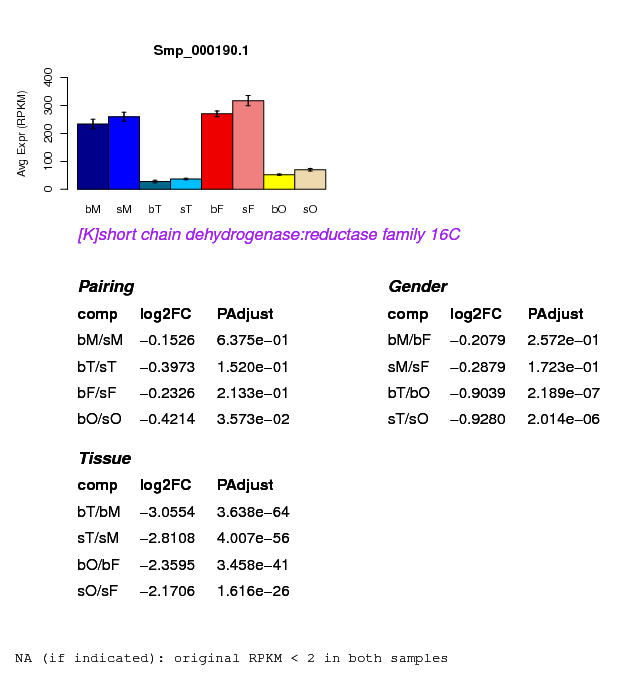 Smp_000190.1
Avg Expr (RPKM)
0 100 200 300 400
bM sM bT sT bF sF bO sO
[K]short chain dehydrogenase:reductase family 16C
Pairing
comp log2FC PAdjust
bM/sM −0.1526 6.375e−01
bT/sT −0.3973 1.520e−01
bF/sF −0.2326 2.133e−01
bO/sO −0.4214 3.573e−02
Gender
comp log2FC PAdjust
bM/bF −0.2079 2.572e−01
sM/sF −0.2879 1.723e−01
bT/bO −0.9039 2.189e−07
sT/sO −0.9280 2.014e−06
Tissue
comp log2FC PAdjust
bT/bM −3.0554 3.638e−64
sT/sM −2.8108 4.007e−56
bO/bF −2.3595 3.458e−41
sO/sF −2.1706 1.616e−26
NA (if indicated): original RPKM < 2 in both samples